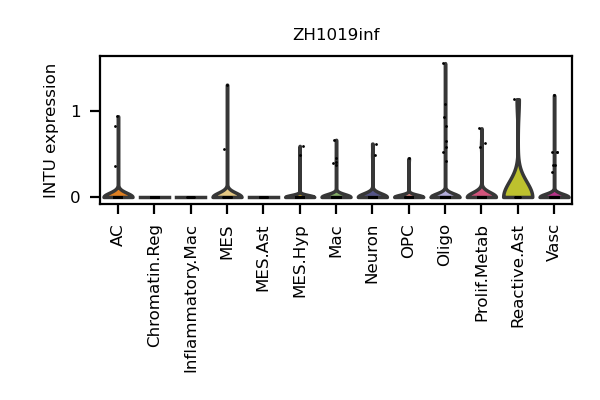 ZH1019inf
INTU expression
1
0
AC
Chromatin.Reg
Inflammatory.Mac
MES
MES.Ast
MES.Hyp
Mac
Neuron
OPC
Oligo
Prolif.Metab
Reactive.Ast
Vasc